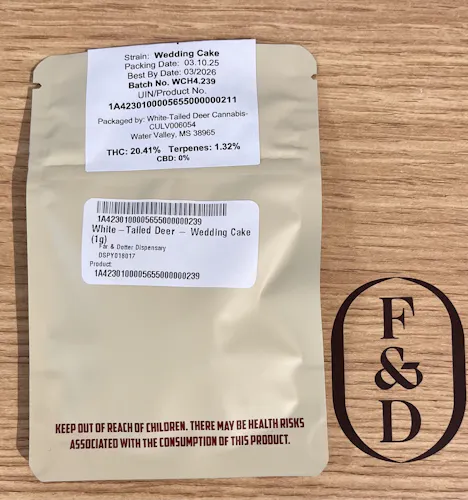 Strain: Wedding Cake
Packing Date: 03.10.25
Best By Date: 03/2026
Batch No. WCH4.239
UIN/Product No.
1A4230100005655000000211
Packaged by: White-Tailed Deer Cannabis-
CULV006054
Water Valley, MS 38965
THC: 20.41% Terpenes: 1.32%
CBD: 0%
1A4230100005655000000239
White-Tailed Deer - Wedding Cake
(1g)
Far & Dotter Dispensary
DSPY018017
Product
1A4230100005655000000239
KEEP OUT OF REACH OF CHILDREN. THERE MAY BE HEALTH RISKS
ASSOCIATED WITH THE CONSUMPTION OF THIS PRODUCT.
F
&
D